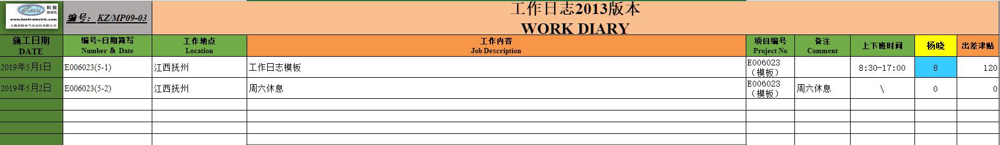 Kezhi 科致
自动化
www.kezhi-electric.com
上海科致电气自动化有限公司
编号：KZ/MP09-03
工作日志2013版本
WORK DIARY
施工日期
DATE
编号+日期简写
Number & Date
工作地点
Location
工作内容
Job Description
项目编号
Project No
备注
Comment
上下班时间
杨晓
出差津贴
2019年5月1日
E006023(5-1)
江西抚州
工作日志模板
E006023
（模板）
8:30-17:00
8
120
2019年5月2日
E006023(5-2)
江西抚州
周六休息
E006023
（模板）
周六休息
\
0
0